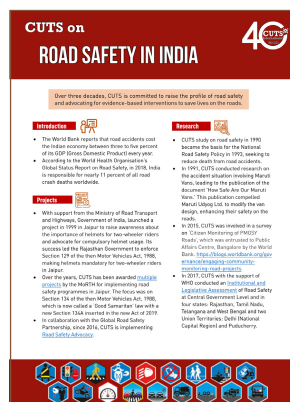 CUTS on
40
CUTS
ROAD SAFETY IN INDIA
Over three decades, CUTS is committed to raise the profile of road safety
and advocating for evidence-based interventions to save lives on the roads.
Introduction
• The World Bank reports that road accidents cost
the Indian economy between three to five percent
of its GDP (Gross Domestic Product) every year.
• According to the World Health Organisation's
Global Status Report on Road Safety, in 2018, India
is responsible for nearly 11 percent of all road
crash deaths worldwide.
Projects
• With support from the Ministry of Road Transport
and Highways, Government of India, launched a
project in 1999 in Jaipur to raise awareness about
the importance of helmets for two-wheeler riders
and advocate for compulsory helmet usage. Its
success led the Rajasthan Government to enforce
Section 129 of the then Motor Vehicles Act, 1988,
making helmets mandatory for two-wheeler riders
in Jaipur.
• Over the years, CUTS has been awarded multiple
projects by the MoRTH for implementing road
safety programmes in Jaipur. The focus was on
Section 134 of the then Motor Vehicles Act, 1988,
which is now called a 'Good Samaritan' law with a
new Section 134A inserted in the new Act of 2019.
• In collaboration with the Global Road Safety
Partnership, since 2016, CUTS is implementing
Road Safety Advocacy.
Research
• CUTS study on road safety in 1990
became the basis for the National
Road Safety Policy in 1993, seeking to
reduce death from road accidents.
• In 1991, CUTS conducted research on
the accident situation involving Maruti
Vans, leading to the publication of the
document 'How Safe Are Our Maruti
Vans.' This publication compelled
Maruti Udyog Ltd. to modify the van
design, enhancing their safety on the
roads.
• In 2015, CUTS was involved in a survey
on 'Citizen Monitoring of PMGSY
Roads', which was entrusted to Public
Affairs Centre, Bangalore by the World
Bank. https://blogs.worldbank.org/gov
ernance/engaging-community-
monitoring-road-projects
• In 2017, CUTS with the support of
WHO conducted an Institutional and
Legislative Assessment of Road Safety
at Central Government Level and in
four states: Rajasthan, Tamil Nadu,
Telangana and West Bengal and two
Union Territories: Delhi (National
Capital Region) and Puducherry.